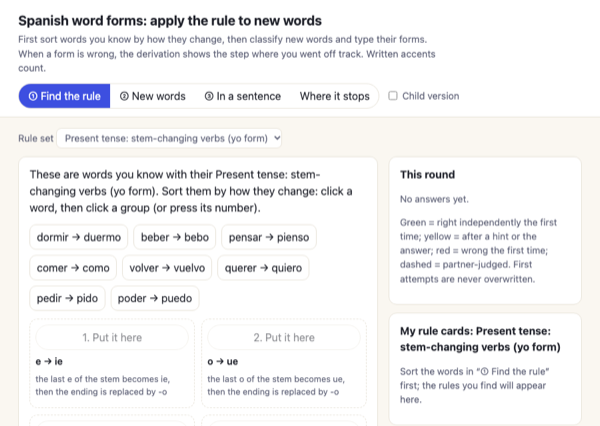 Spanish word forms: apply the rule to new words
First sort words you know by how they change, then classify new words and type their forms.
When a form is wrong, the derivation shows the step where you went off track. Written accents
count.
① Find the rule
② New words
③ In a sentence
Where it stops
Child version
Rule set
Present tense: stem-changing verbs (yo form)
These are words you know with their Present tense: stem-
changing verbs (yo form). Sort them by how they change: click a
word, then click a group (or press its number).
dormir → duermo
beber → bebo
pensar → pienso
comer → como
volver → vuelvo
querer → quiero
pedir → pido
poder → puedo
1. Put it here
e → ie
the last e of the stem becomes ie,
then the ending is replaced by -o
2. Put it here
o → ue
the last o of the stem becomes ue,
then the ending is replaced by -o
This round
No answers yet.
Green = right independently the first
time; yellow = after a hint or the
answer; red = wrong the first time;
dashed = partner-judged. First
attempts are never overwritten.
My rule cards: Present tense:
stem-changing verbs (yo form)
Sort the words in “① Find the rule”
first; the rules you find will appear
here.